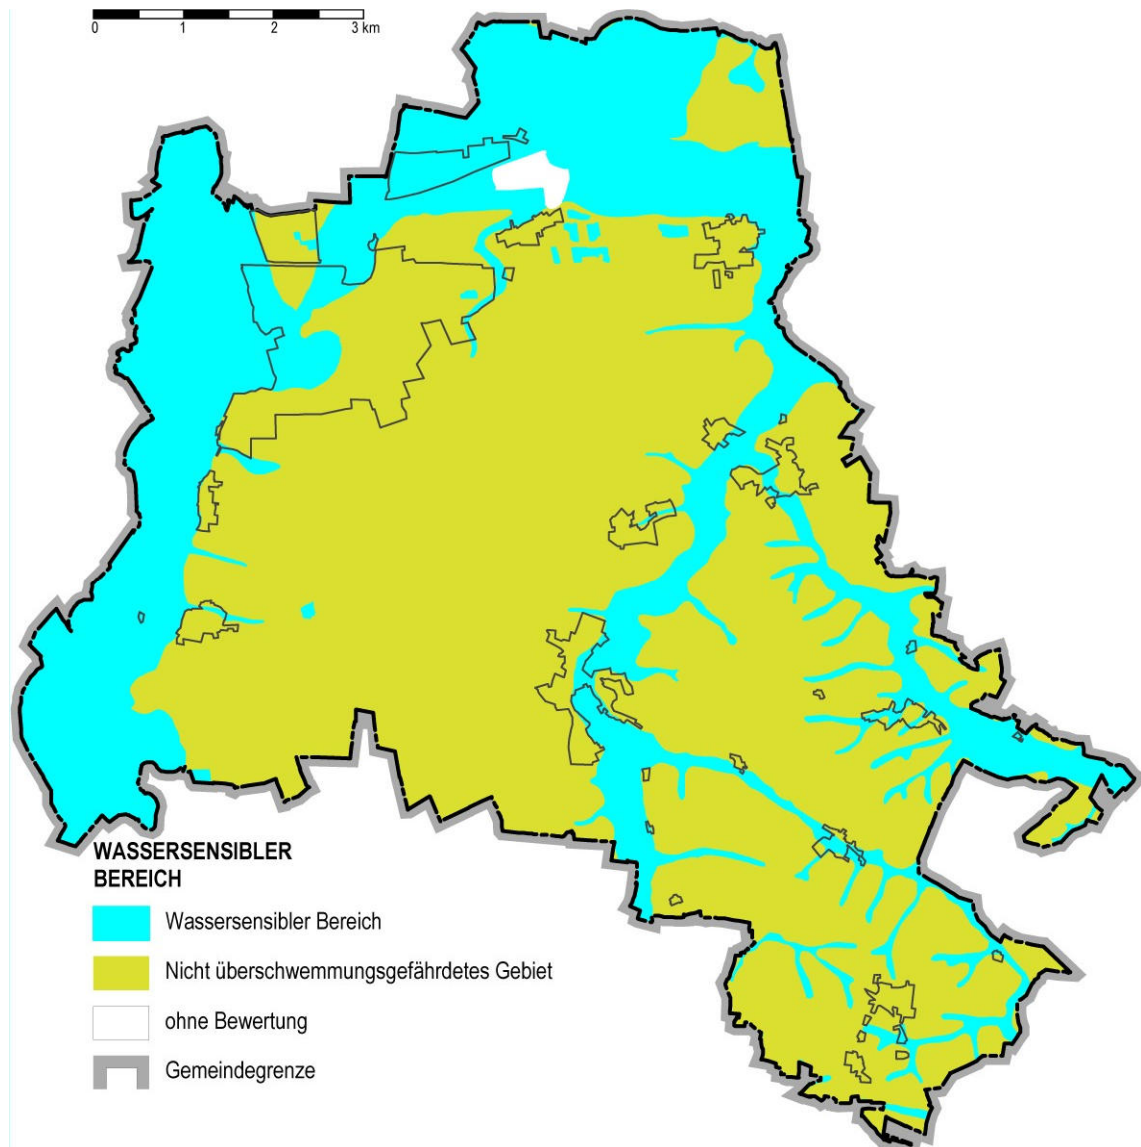 0 1 2 3 km
WASSERSENSIBLER
BEREICH
Wassersensibler Bereich
Nicht überschwemmungsgefährdetes Gebiet
ohne Bewertung
Gemeindegrenze